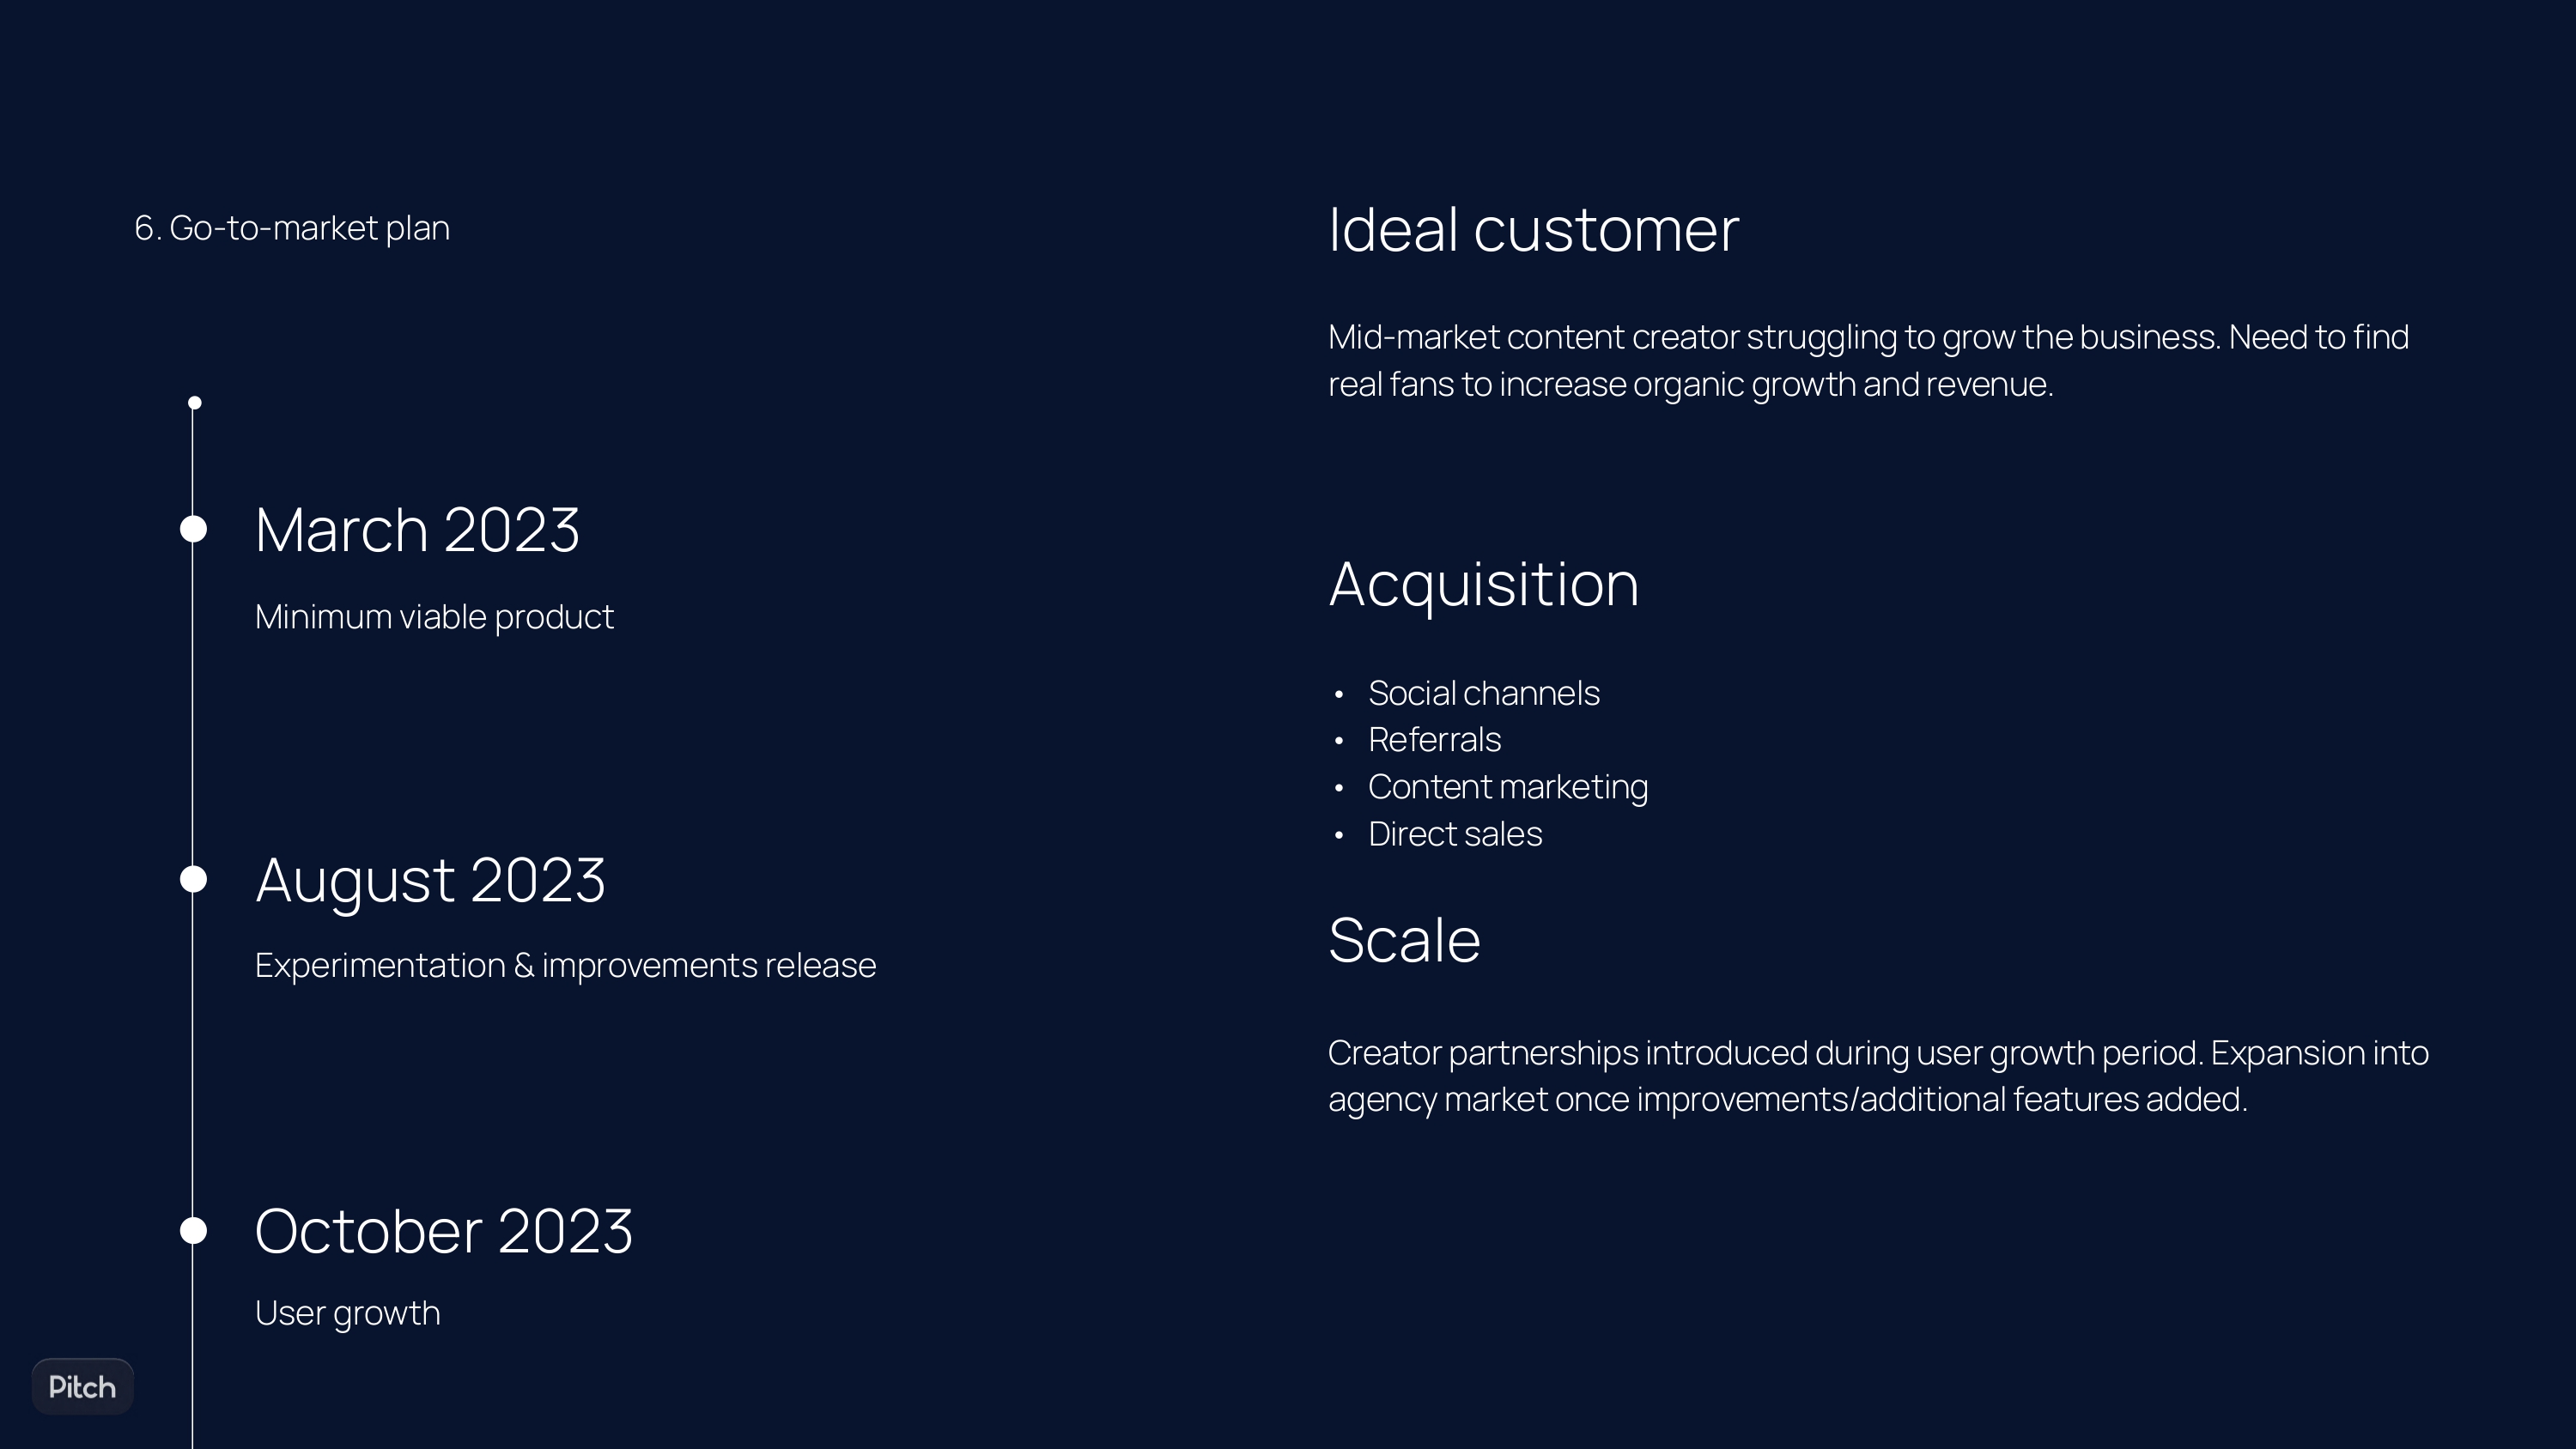 6. Go-to-market plan
March 2023
Minimum viable product
August 2023
Experimentation & improvements release
October 2023
User growth
Ideal customer
Mid-market content creator struggling to grow the business. Need to find
real fans to increase organic growth and revenue.
Acquisition
• Social channels
• Referrals
• Content marketing
• Direct sales
Scale
Creator partnerships introduced during user growth period. Expansion into
agency market once improvements/additional features added.
Pitch